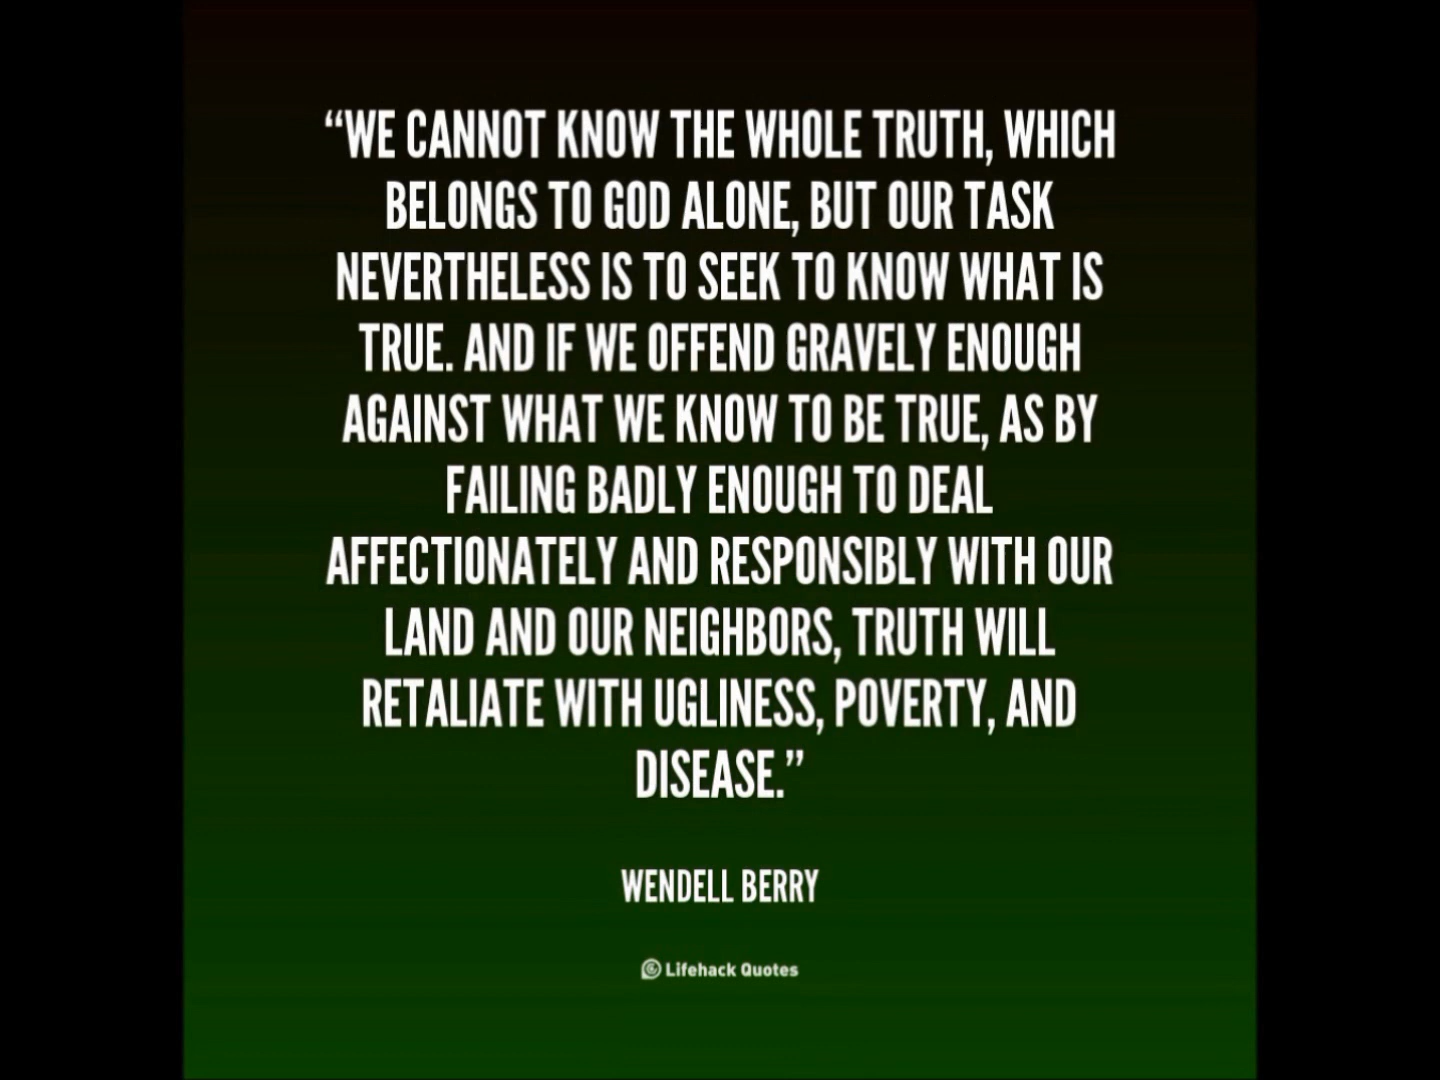 “WE CANNOT KNOW THE WHOLE TRUTH, WHICH
BELONGS TO GOD ALONE, BUT OUR TASK
NEVERTHELESS IS TO SEEK TO KNOW WHAT IS
TRUE. AND IF WE OFFEND GRAVELY ENOUGH
AGAINST WHAT WE KNOW TO BE TRUE, AS BY
FAILING BADLY ENOUGH TO DEAL
AFFECTIONATELY AND RESPONSIBLY WITH OUR
LAND AND OUR NEIGHBORS, TRUTH WILL
RETALIATE WITH UGLINESS, POVERTY, AND
DISEASE.”
WENDELL BERRY
Lifehack Quotes